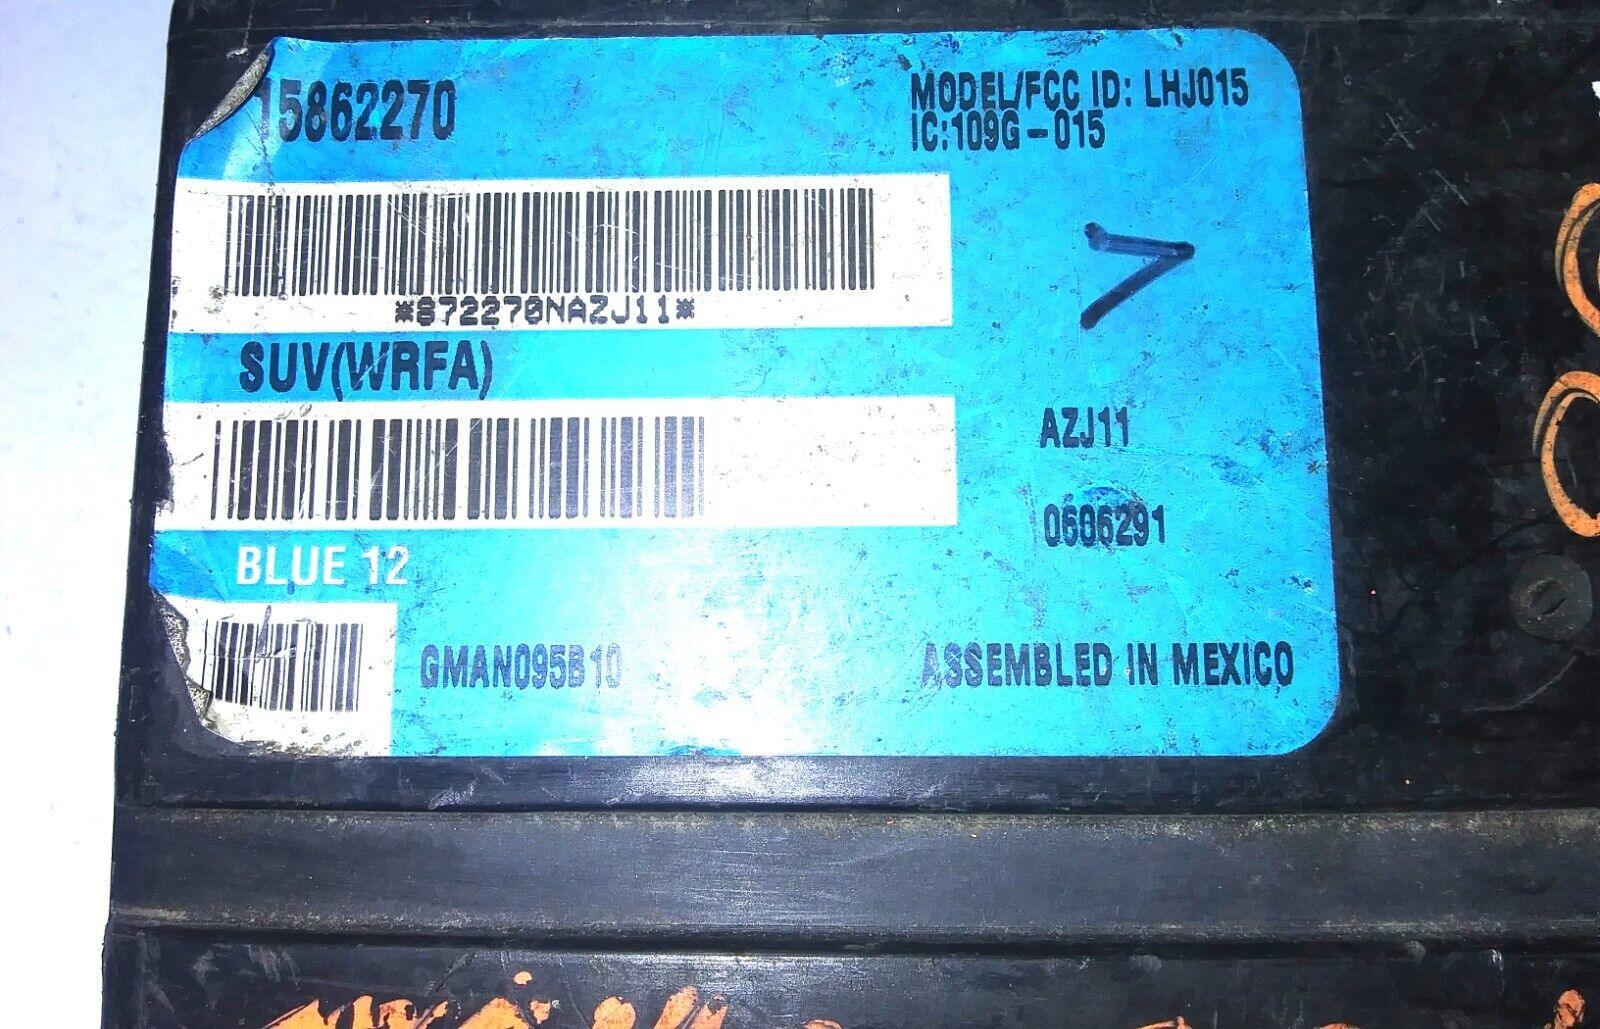 15862270
MODEL/FCC ID: LHJ015
IC:109G-015
*872270NAZJ11*
SUV(WRFA)
AZJ11
0606291
BLUE 12
GMAN095B10
ASSEMBLED IN MEXICO